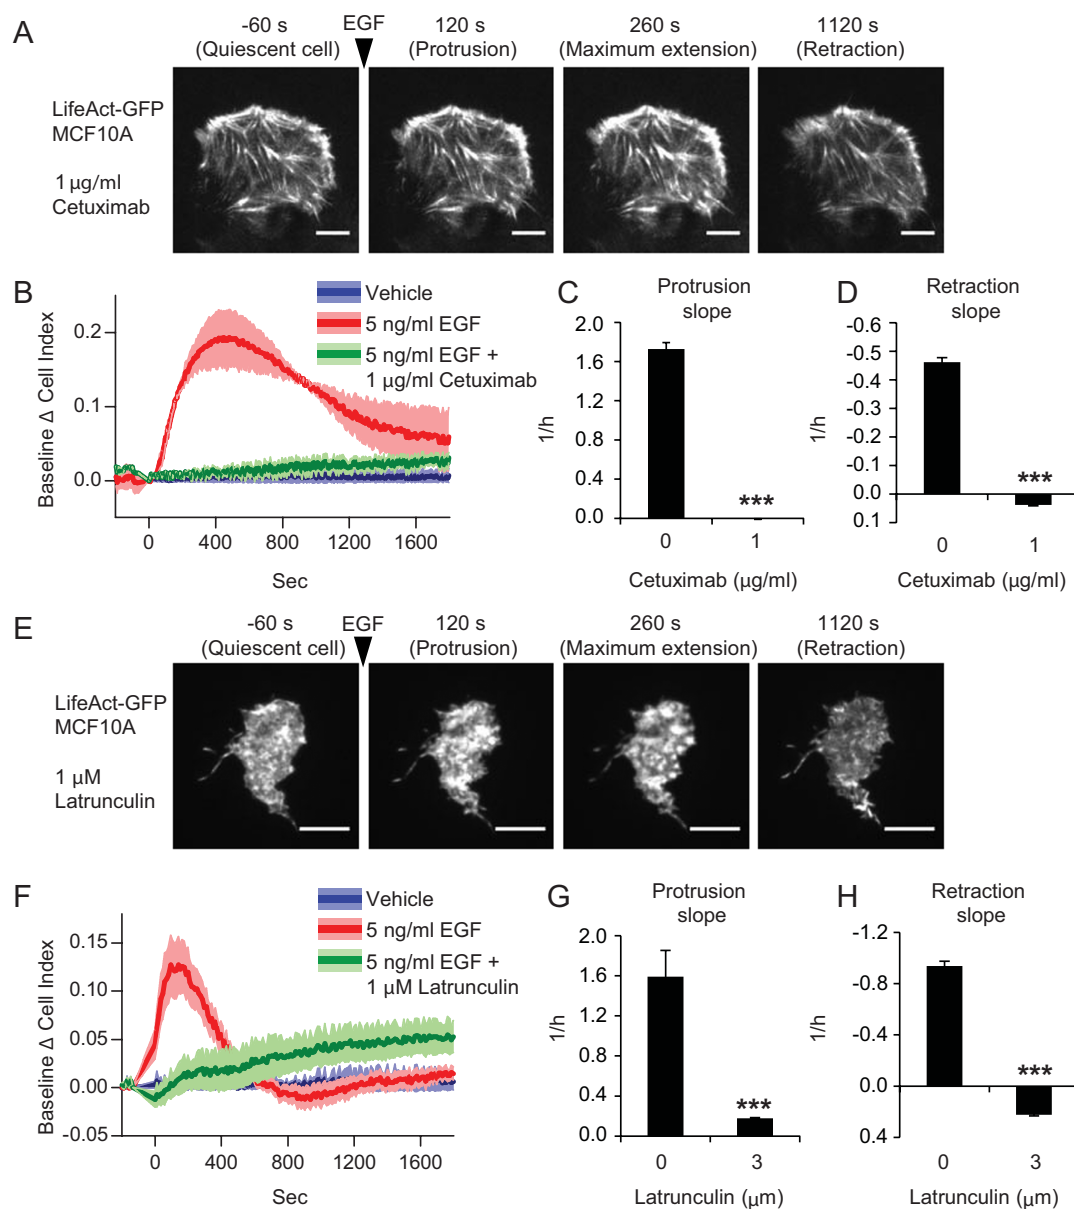 A
-60 s
(Quiescent cell)
EGF
120 s
(Protrusion)
260 s
(Maximum extension)
1120 s
(Retraction)
LifeAct-GFP
MCF10A
1 µg/ml
Cetuximab
B
Baseline Δ Cell Index
0.2
0.1
0.0
0 400 800 1200 1600
Sec
Vehicle
5 ng/ml EGF
5 ng/ml EGF +
1 µg/ml Cetuximab
C
Protrusion
slope
1/h
2.0
1.6
1.2
0.8
0.4
0.0
***
0 1
Cetuximab (µg/ml)
D
Retraction
slope
1/h
-0.6
-0.5
-0.4
-0.3
-0.2
-0.1
0.0
0.1
***
0 1
Cetuximab (µg/ml)
E
-60 s
(Quiescent cell)
EGF
120 s
(Protrusion)
260 s
(Maximum extension)
1120 s
(Retraction)
LifeAct-GFP
MCF10A
1 µM
Latrunculin
F
Baseline Δ Cell Index
0.15
0.10
0.05
0.00
-0.05
0 400 800 1200 1600
Sec
Vehicle
5 ng/ml EGF
5 ng/ml EGF +
1 µM Latrunculin
G
Protrusion
slope
1/h
2.0
1.6
1.2
0.8
0.4
0.0
***
0 3
Latrunculin (µm)
H
Retraction
slope
1/h
-1.2
-0.8
-0.4
0.0
0.4
***
0 3
Latrunculin (µm)